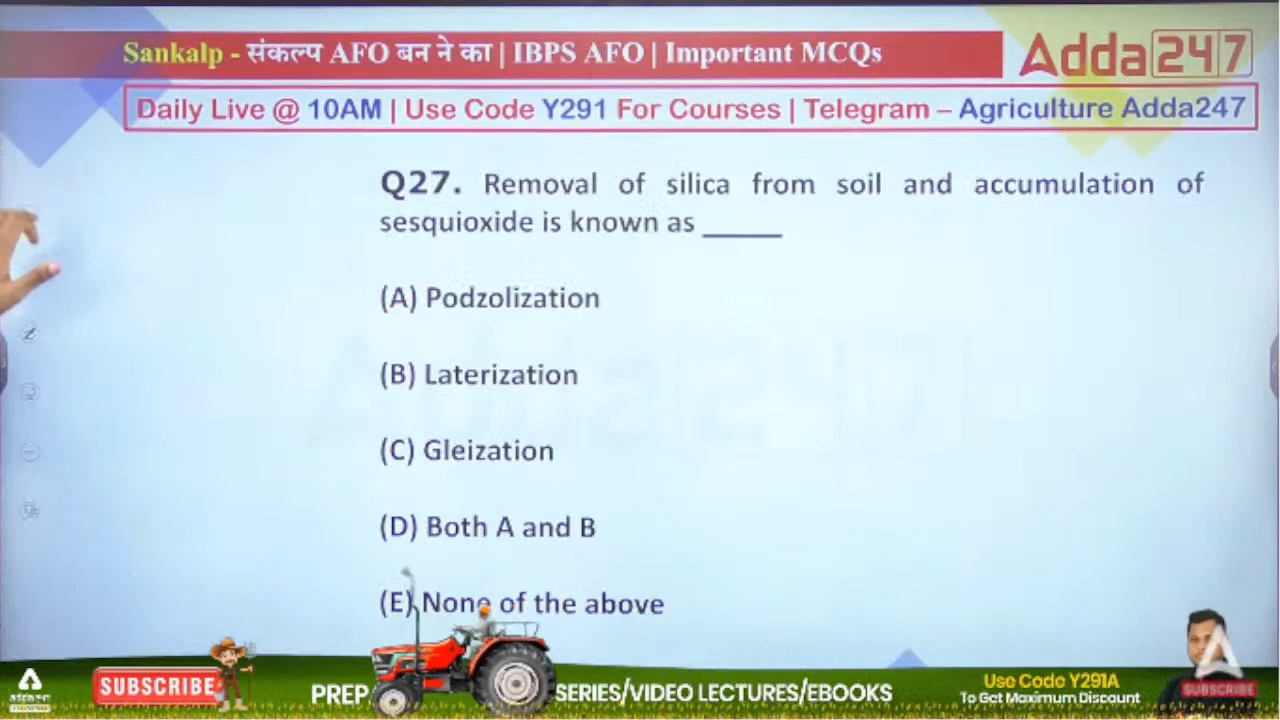 Sankalp - संकल्प AFO बन ने का | IBPS AFO | Important MCQs
Adda247
Daily Live @ 10AM | Use Code Y291 For Courses | Telegram – Agriculture Adda247
Q27. Removal of silica from soil and accumulation of
sesquioxide is known as _____
(A) Podzolization
(B) Laterization
(C) Gleization
(D) Both A and B
(E) None of the above
SUBSCRIBE
PREP
SERIES/VIDEO LECTURES/EBOOKS
Use Code Y291A
To Get Maximum Discount
SUBSCRIBE